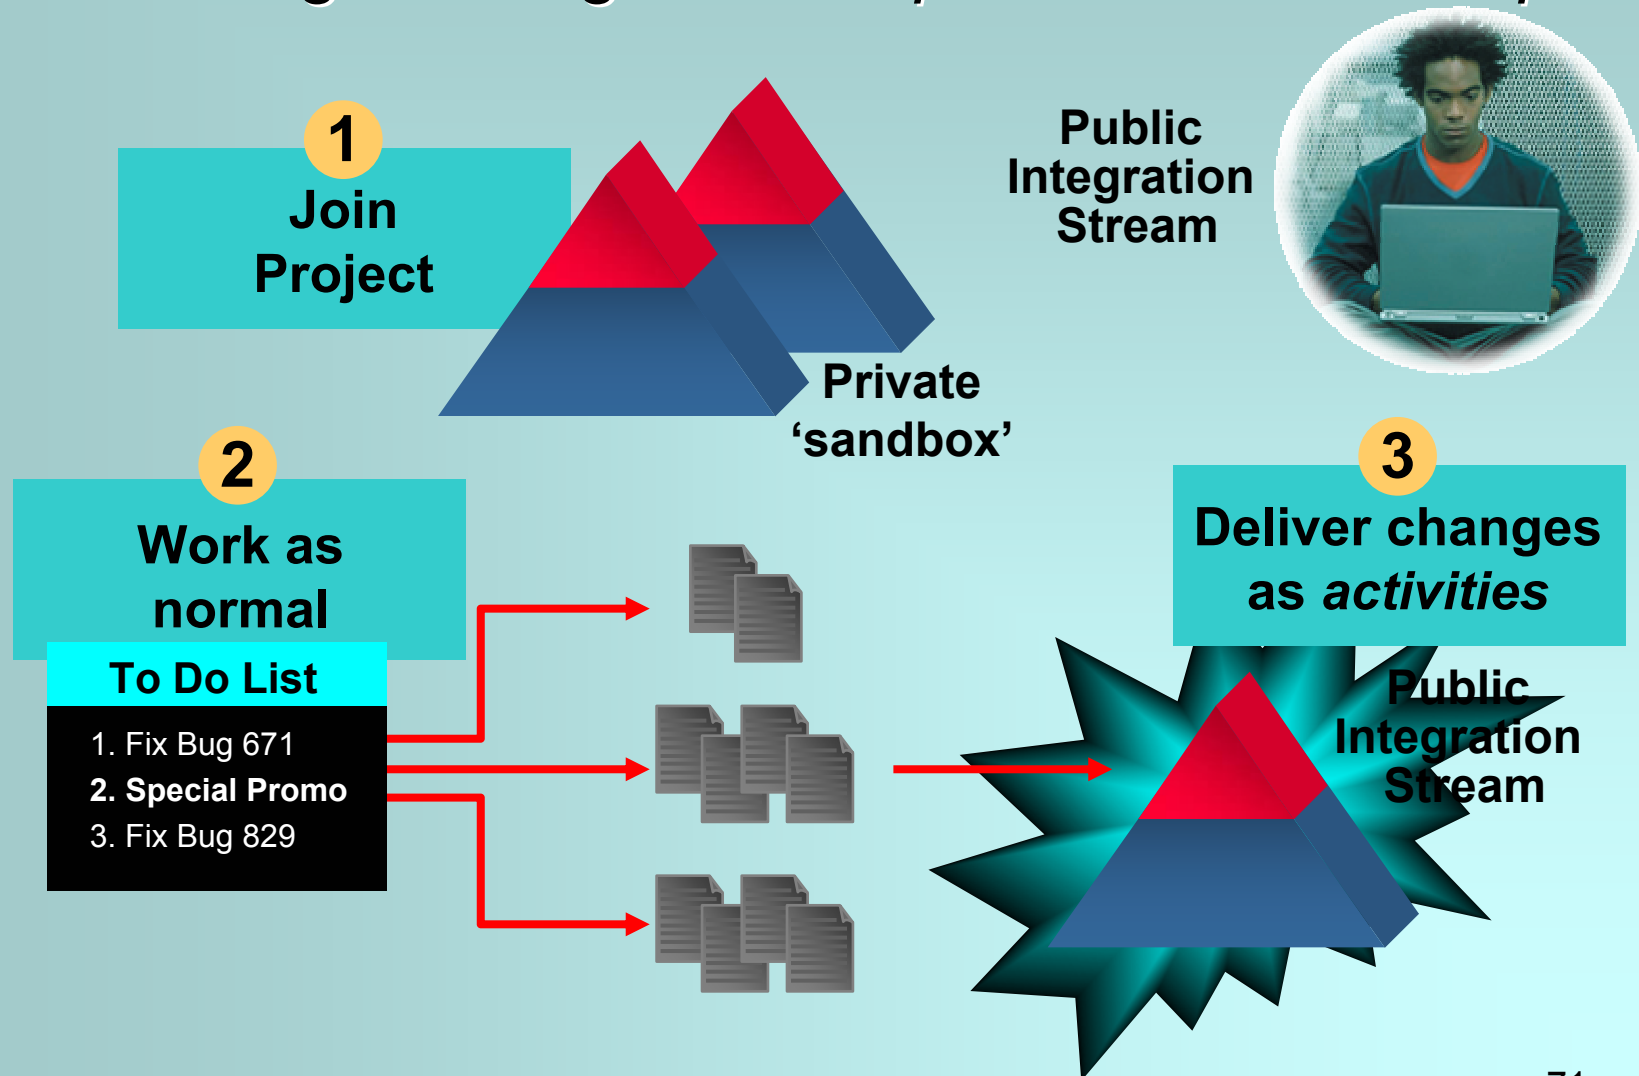 1
Join
Project
Public
Integration
Stream
Private
‘sandbox’
2
Work as
normal
To Do List
1. Fix Bug 671
2. Special Promo
3. Fix Bug 829
3
Deliver changes
as activities
Public
Integration
Stream